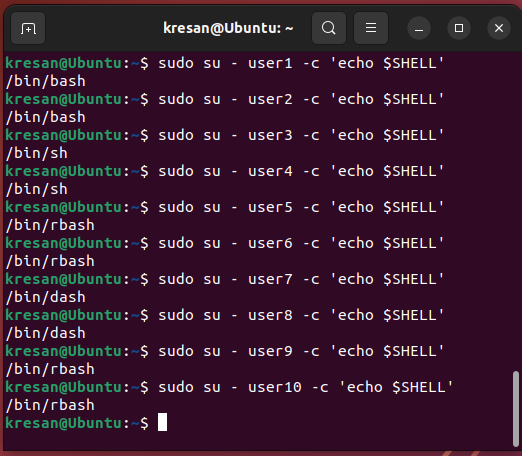 kresan@Ubuntu: ~
kresan@Ubuntu:~$ sudo su - user1 -c 'echo $SHELL'
/bin/bash
kresan@Ubuntu:~$ sudo su - user2 -c 'echo $SHELL'
/bin/bash
kresan@Ubuntu:~$ sudo su - user3 -c 'echo $SHELL'
/bin/sh
kresan@Ubuntu:~$ sudo su - user4 -c 'echo $SHELL'
/bin/sh
kresan@Ubuntu:~$ sudo su - user5 -c 'echo $SHELL'
/bin/rbash
kresan@Ubuntu:~$ sudo su - user6 -c 'echo $SHELL'
/bin/rbash
kresan@Ubuntu:~$ sudo su - user7 -c 'echo $SHELL'
/bin/dash
kresan@Ubuntu:~$ sudo su - user8 -c 'echo $SHELL'
/bin/dash
kresan@Ubuntu:~$ sudo su - user9 -c 'echo $SHELL'
/bin/rbash
kresan@Ubuntu:~$ sudo su - user10 -c 'echo $SHELL'
/bin/rbash
kresan@Ubuntu:~$